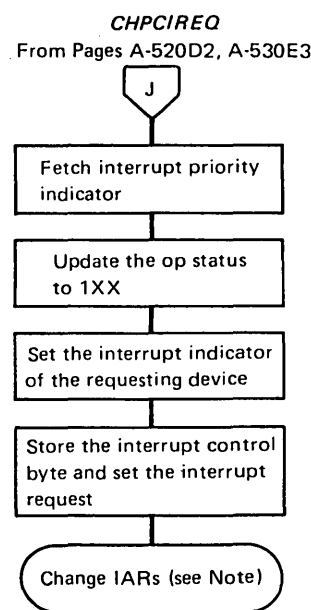 CHPCIREQ
From Pages A-520D2, A-530E3
J
Fetch interrupt priority
indicator
Update the op status
to 1XX
Set the interrupt indicator
of the requesting device
Store the interrupt control
byte and set the interrupt
request
Change IARs (see Note)